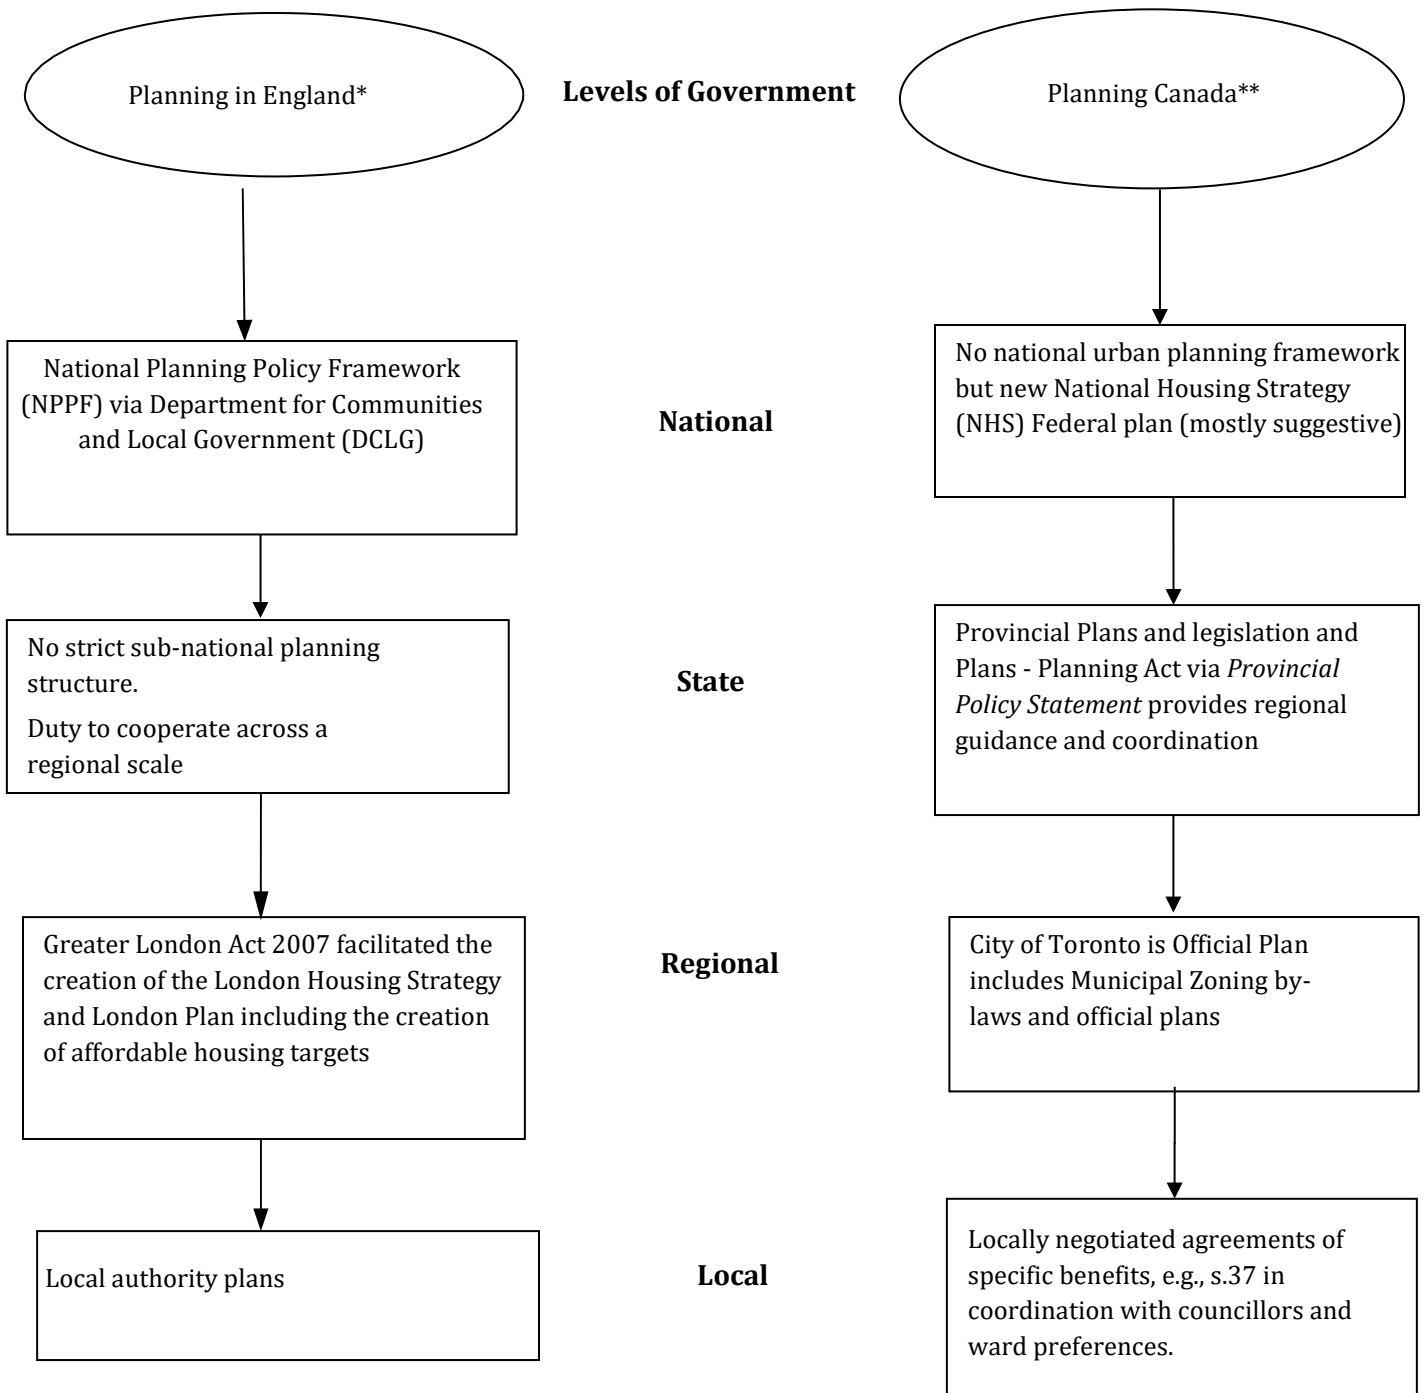 Planning in England*
Levels of Government
Planning Canada**
National Planning Policy Framework
(NPPF) via Department for Communities
and Local Government (DCLG)
National
No national urban planning framework
but new National Housing Strategy
(NHS) Federal plan (mostly suggestive)
No strict sub-national planning
structure.
Duty to cooperate across a
regional scale
State
Provincial Plans and legislation and
Plans - Planning Act via Provincial
Policy Statement provides regional
guidance and coordination
Greater London Act 2007 facilitated the
creation of the London Housing Strategy
and London Plan including the creation
of affordable housing targets
Regional
City of Toronto is Official Plan
includes Municipal Zoning by-
laws and official plans
Local authority plans
Local
Locally negotiated agreements of
specific benefits, e.g., s.37 in
coordination with councillors and
ward preferences.